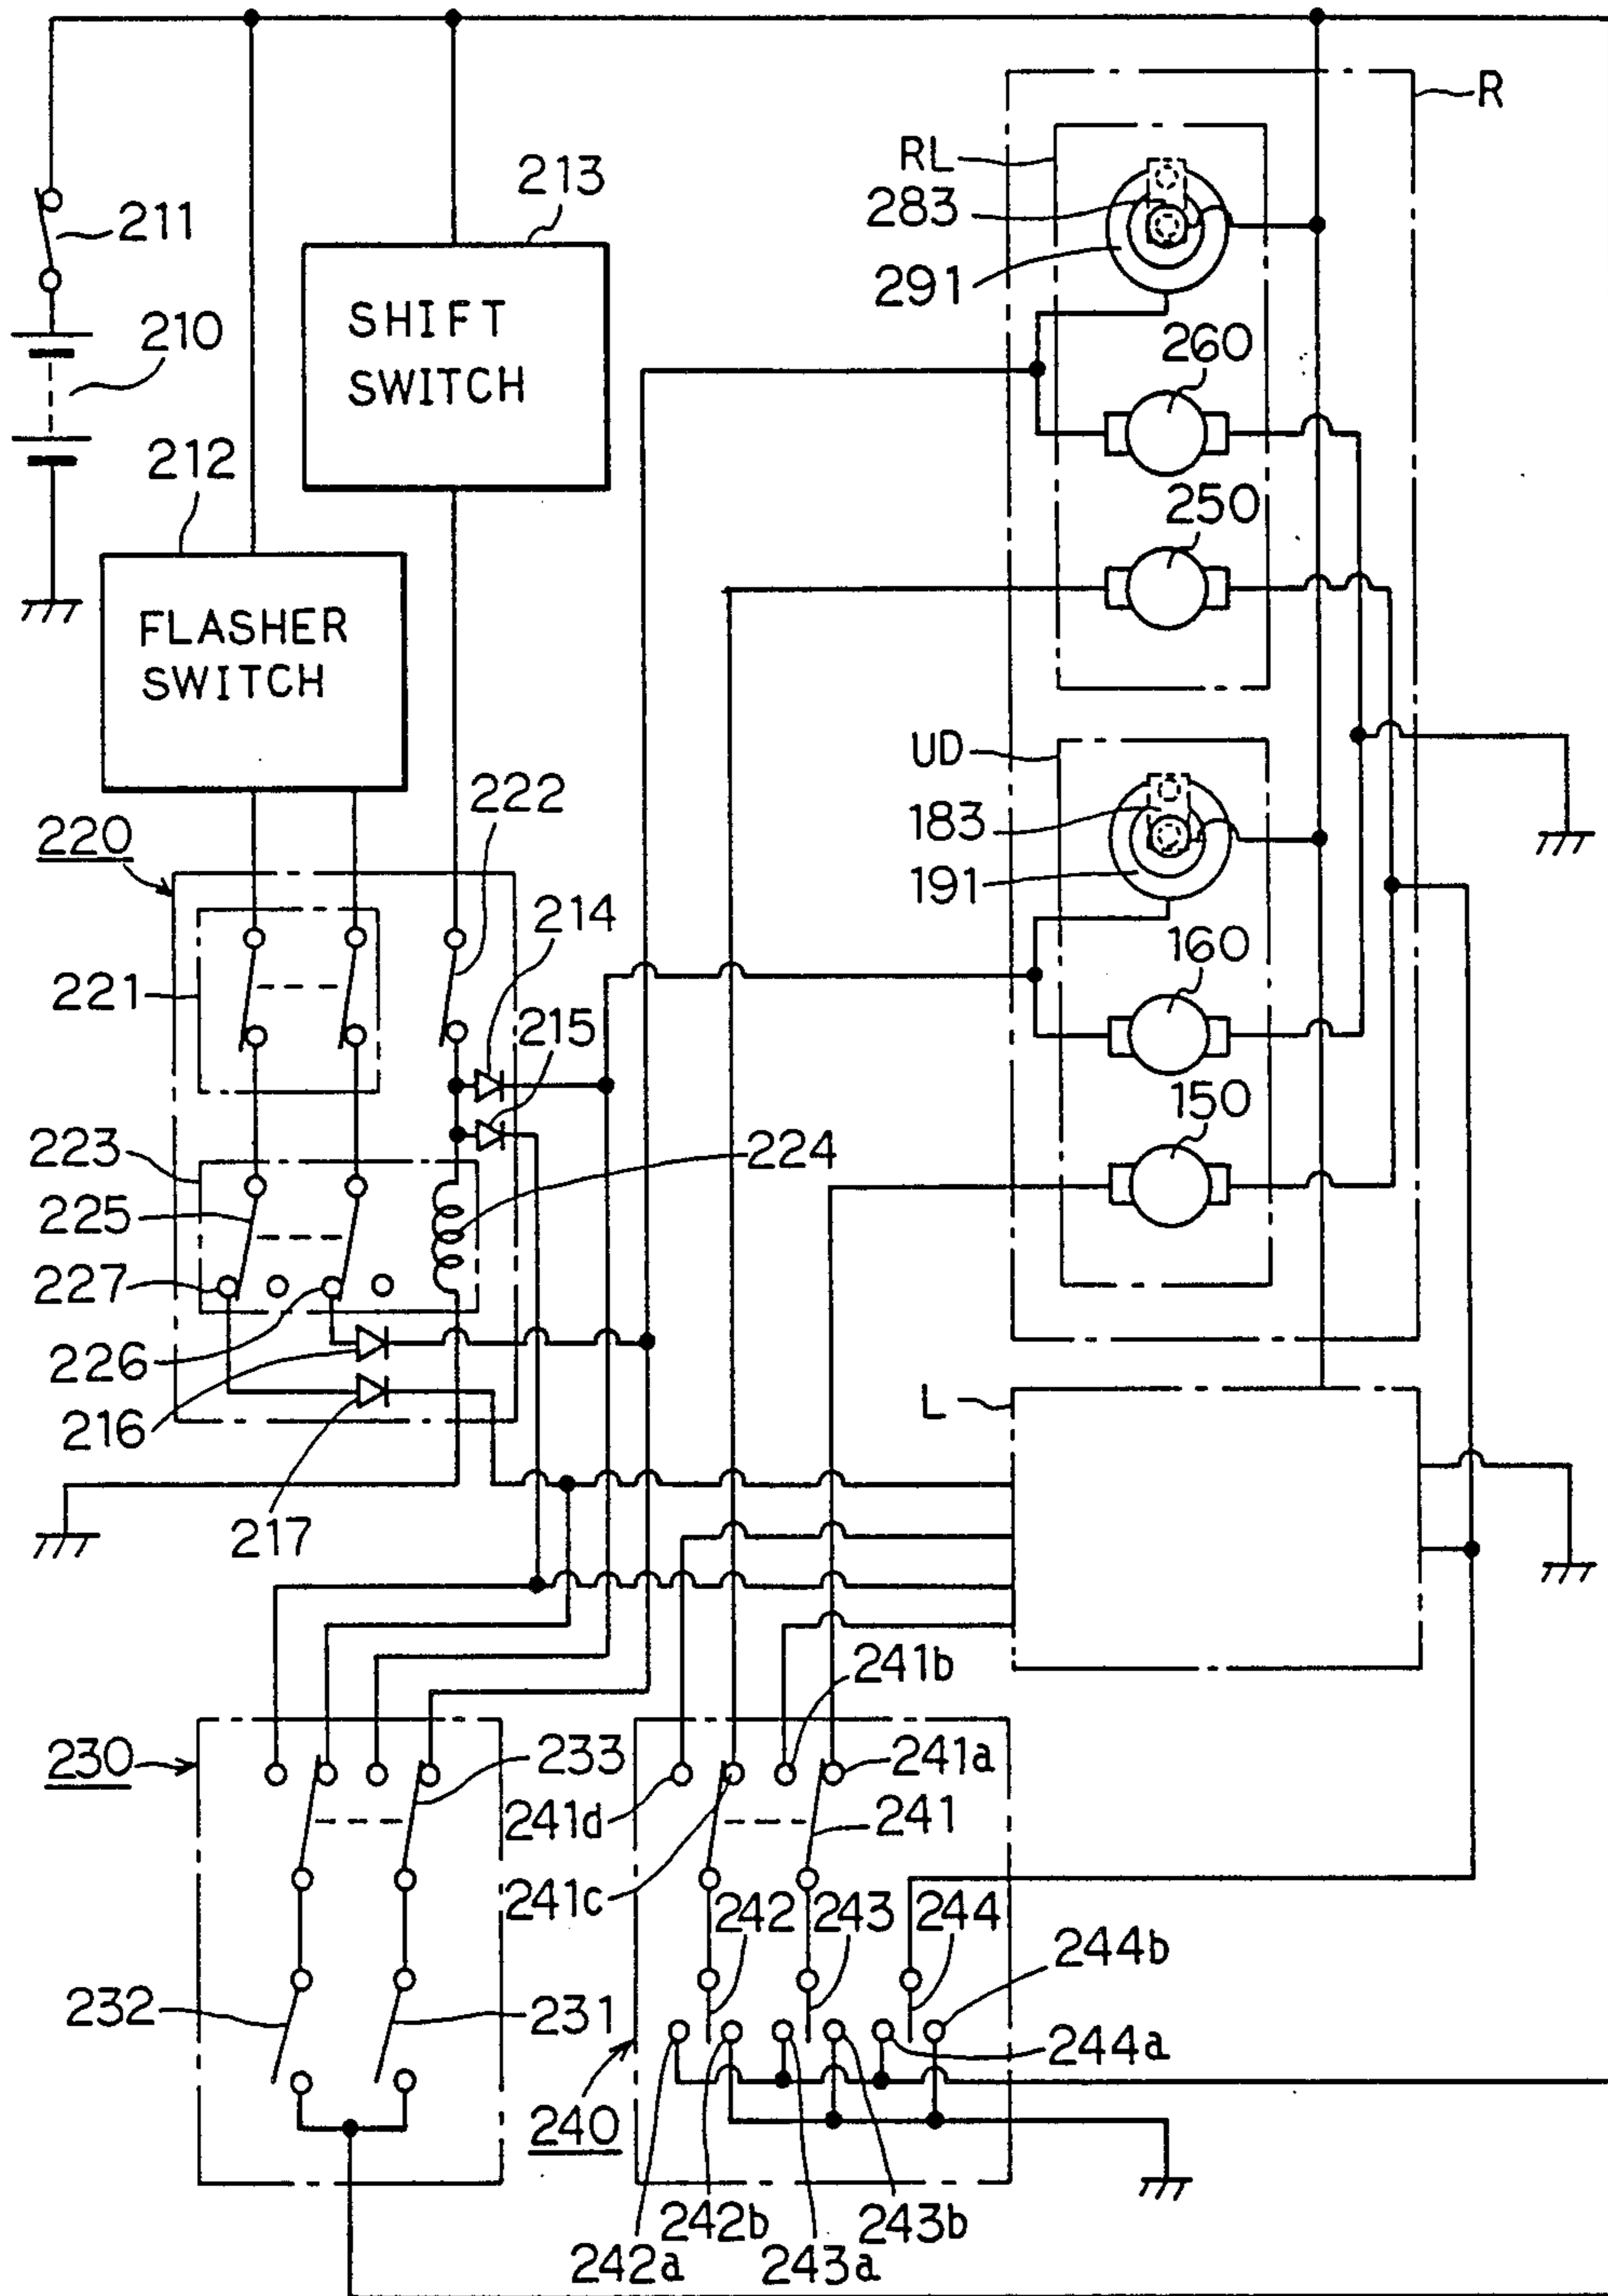 R
RL
213
283
211
291
SHIFT
SWITCH
210
260
212
250
FLASHER
SWITCH
UD
222
183
220
191
214
160
221
215
150
223
224
225
227
226
L
216
217
241b
230
233
241a
241d
241
241c
242
243
244
244b
232
231
244a
240
242b
243b
242a
243a